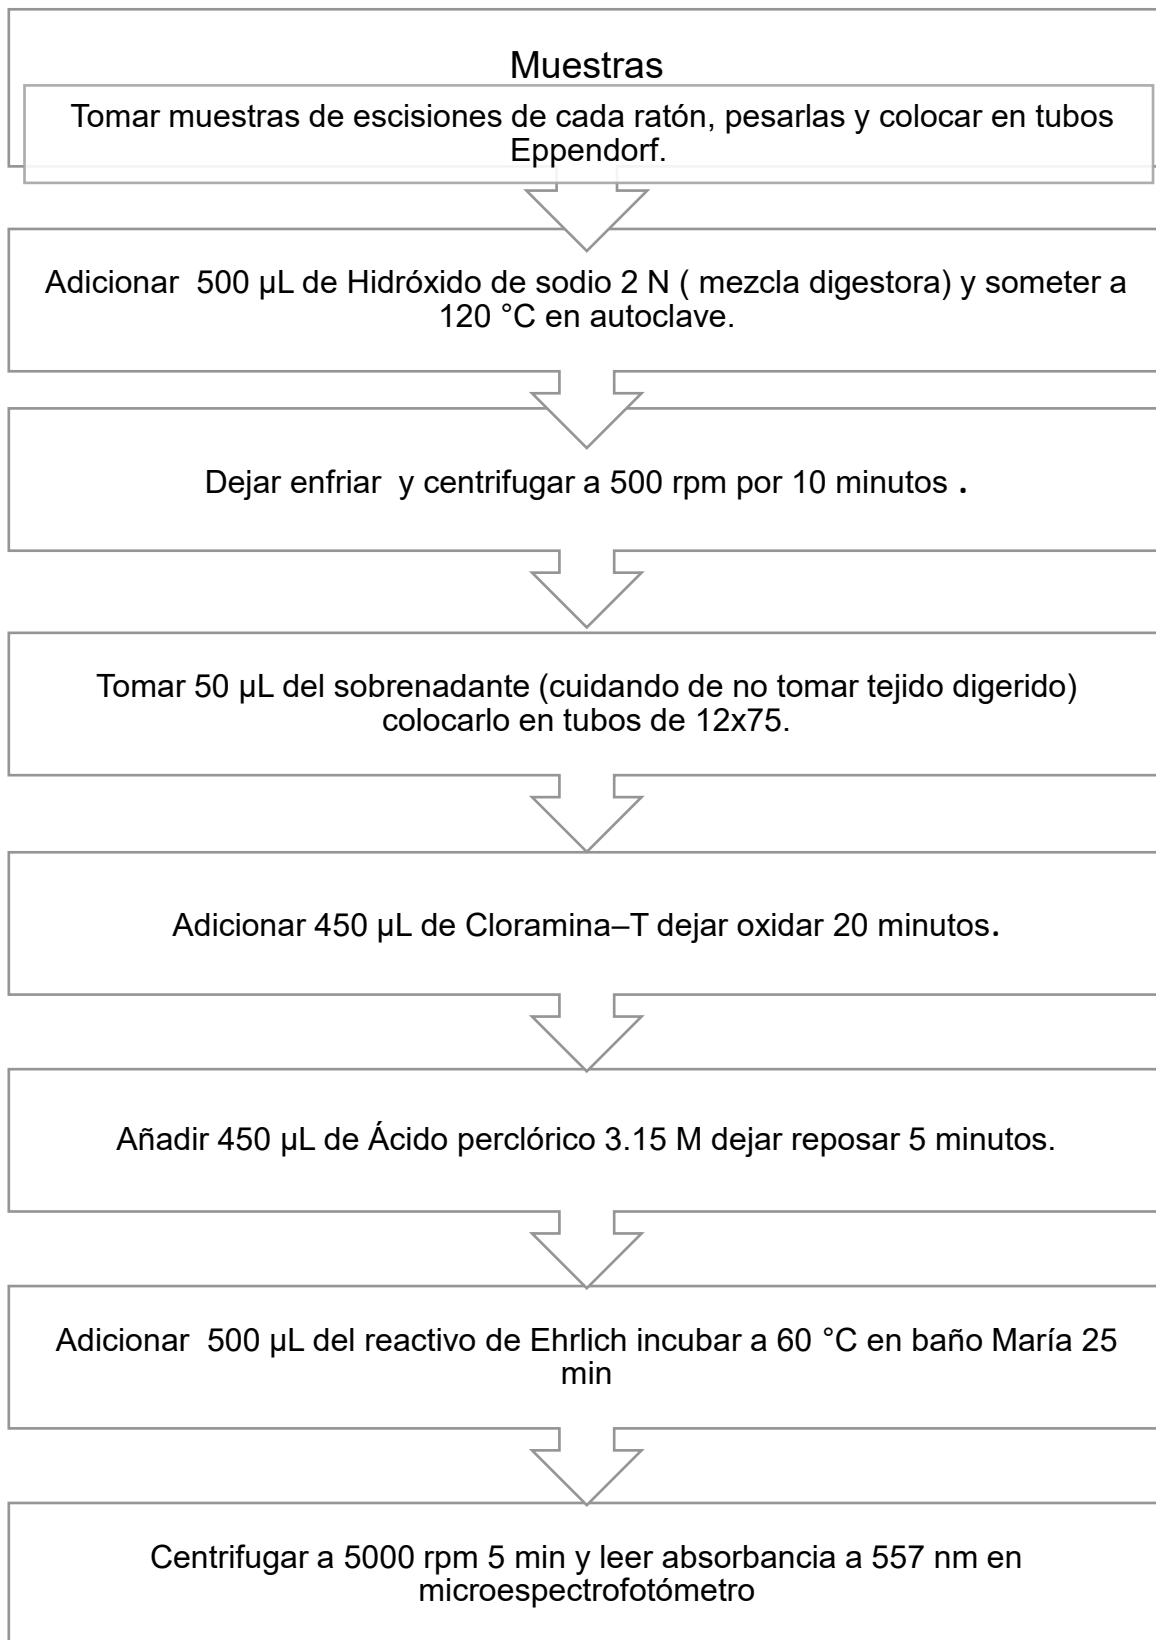 Muestras
Tomar muestras de escisiones de cada ratón, pesarlas y colocar en tubos
Eppendorf.
Adicionar  500 µL de Hidróxido de sodio 2 N ( mezcla digestora) y someter a
120 °C en autoclave.
Dejar enfriar  y centrifugar a 500 rpm por 10 minutos .
Tomar 50 µL del sobrenadante (cuidando de no tomar tejido digerido)
colocarlo en tubos de 12x75.
Adicionar 450 µL de Cloramina–T dejar oxidar 20 minutos.
Añadir 450 µL de Ácido perclórico 3.15 M dejar reposar 5 minutos.
Adicionar  500 µL del reactivo de Ehrlich incubar a 60 °C en baño María 25
min
Centrifugar a 5000 rpm 5 min y leer absorbancia a 557 nm en
microespectrofotómetro